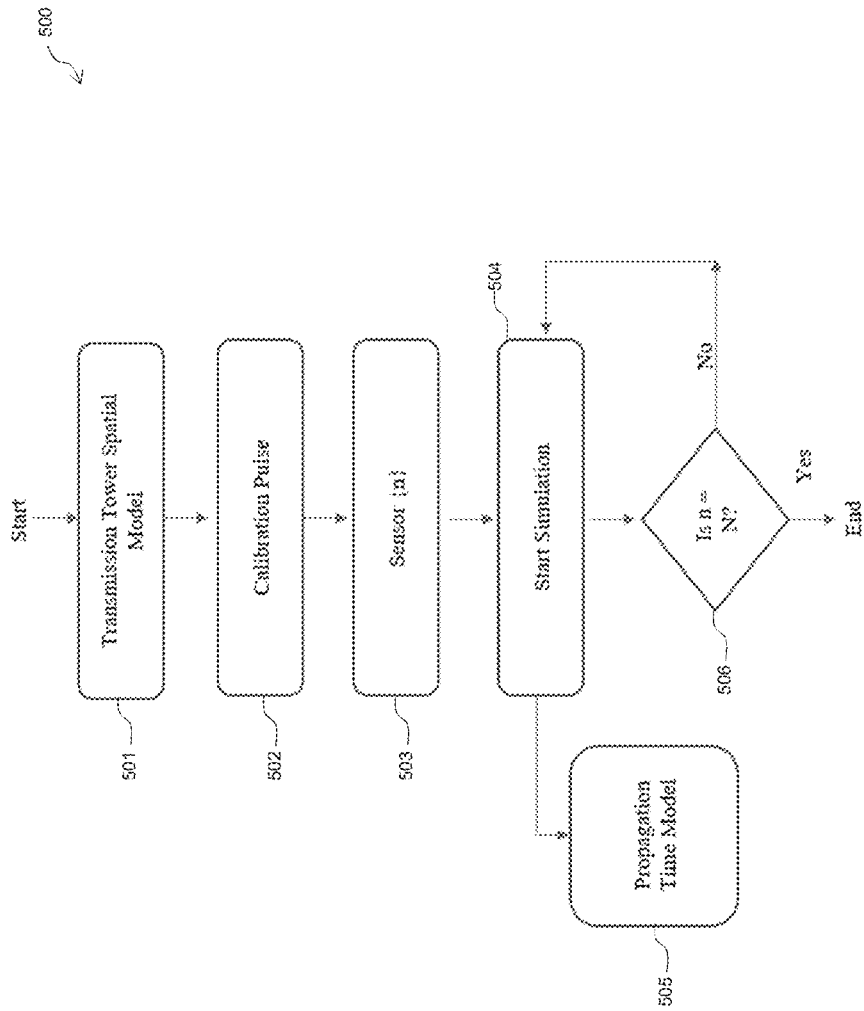 500
Start
Transmission Tower Spatial
Model
501
Calibration Pulse
502
Sensor {n}
503
504
Start Simulation
Propagation
Time Model
505
Is n =
N?
506
No
Yes
End